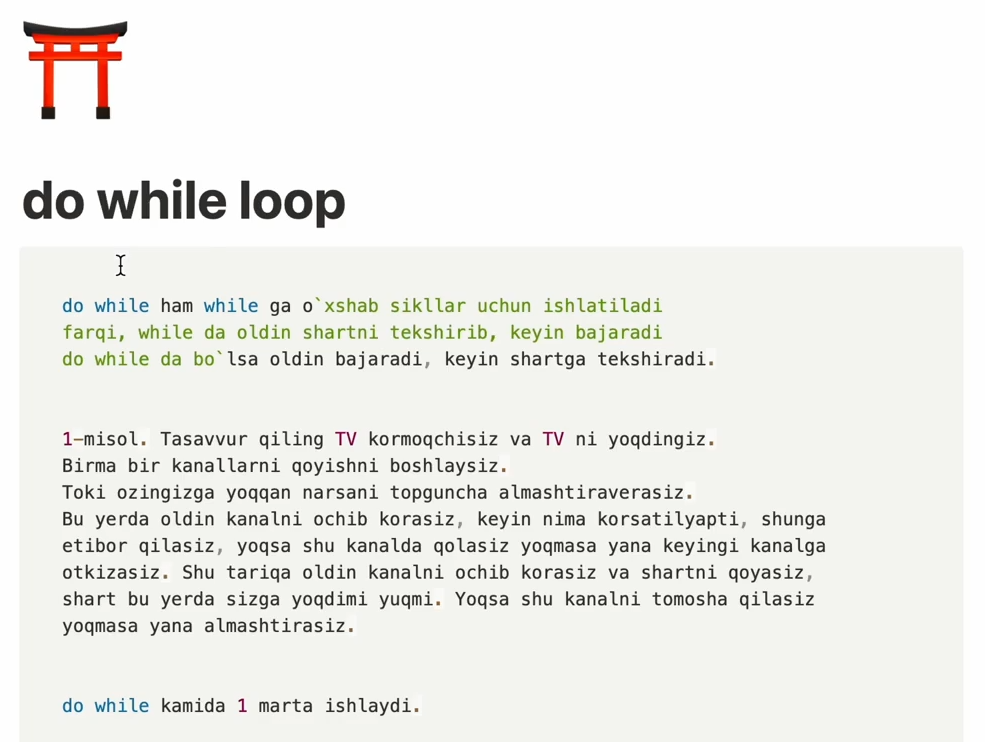 do while loop
do while ham while ga o`xshab sikllar uchun ishlatiladi
farqi, while da oldin shartni tekshirib, keyin bajaradi
do while da bo`lsa oldin bajaradi, keyin shartga tekshiradi.
1-misol. Tasavvur qiling TV kormoqchisiz va TV ni yoqdingiz.
Birma bir kanallarni qoyishni boshlaysiz.
Toki ozingizga yoqqan narsani topguncha almashtiraverasiz.
Bu yerda oldin kanalni ochib korasiz, keyin nima korsatilyapti, shunga
etibor qilasiz, yoqsa shu kanalda qolasiz yoqmasa yana keyingi kanalga
otkizasiz. Shu tariqa oldin kanalni ochib korasiz va shartni qoyasiz,
shart bu yerda sizga yoqdimi yuqmi. Yoqsa shu kanalni tomosha qilasiz
yoqmasa yana almashtirasiz.
do while kamida 1 marta ishlaydi.